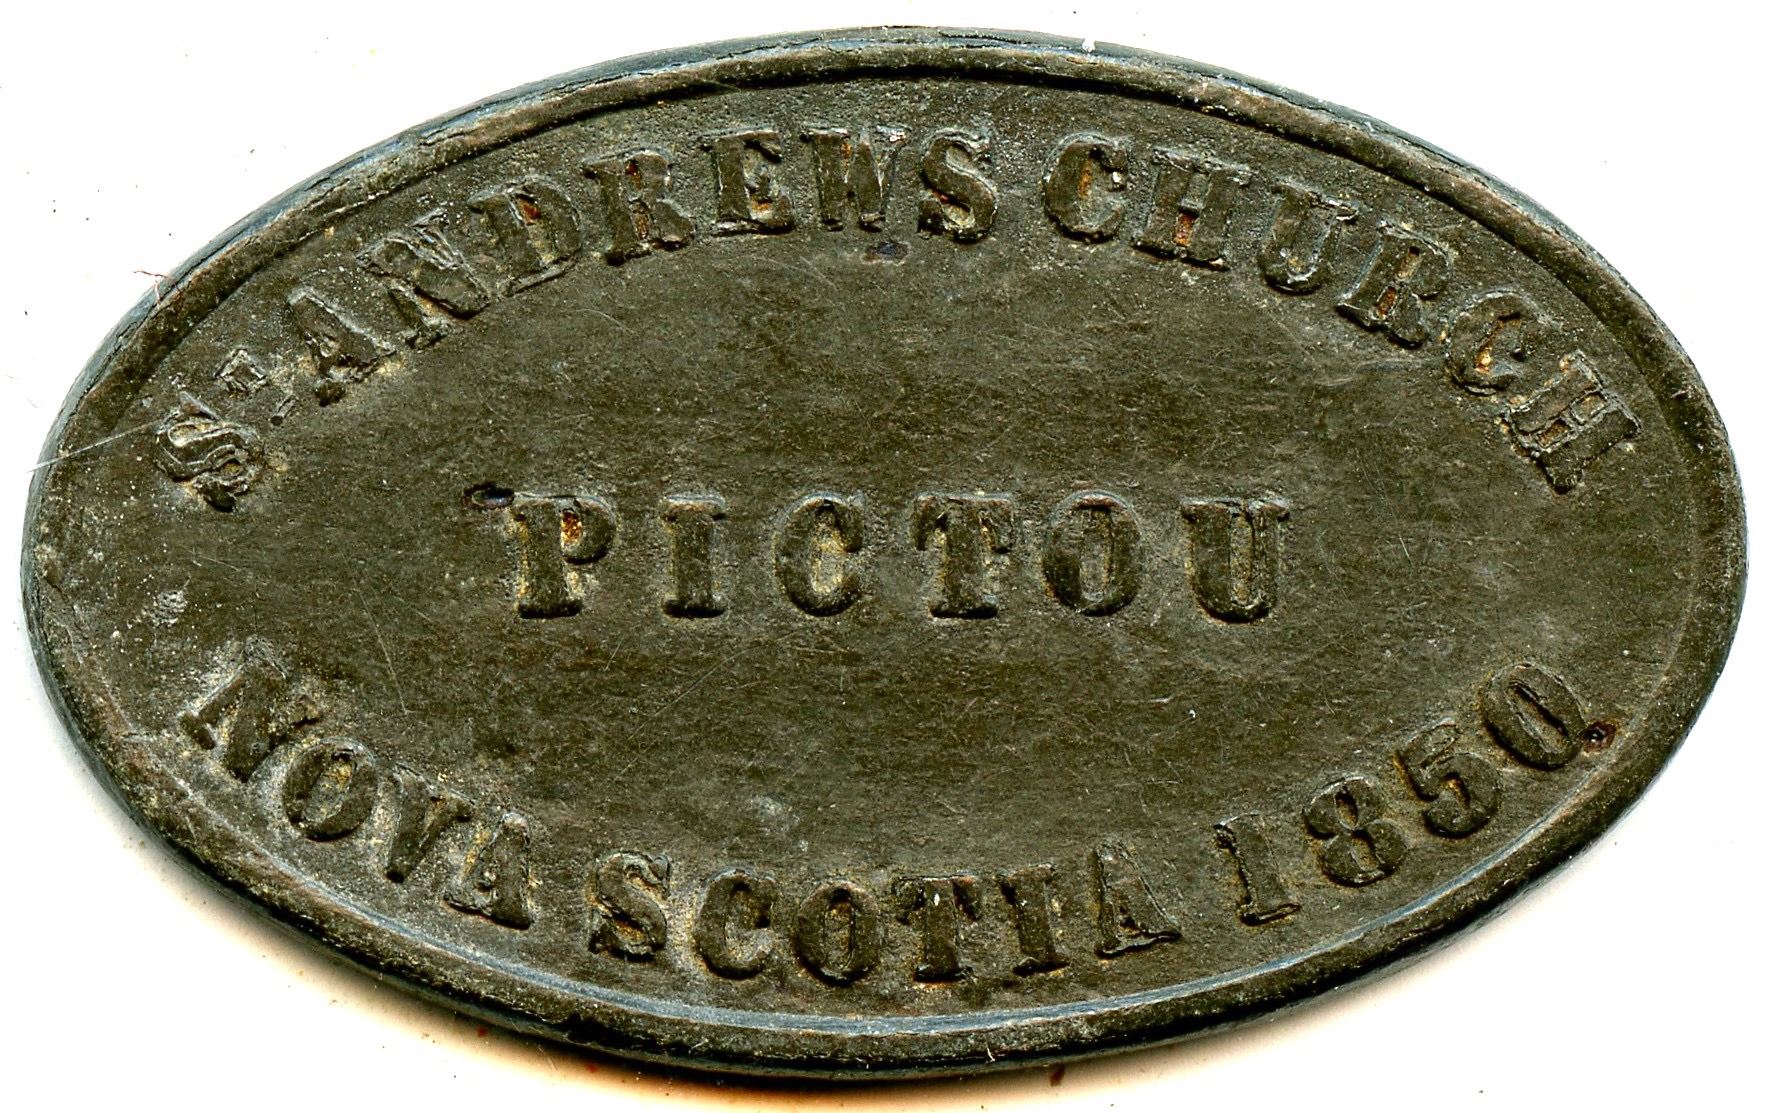 ST ANDREWS CHURCH
PICTOU
NOVA SCOTIA 1850